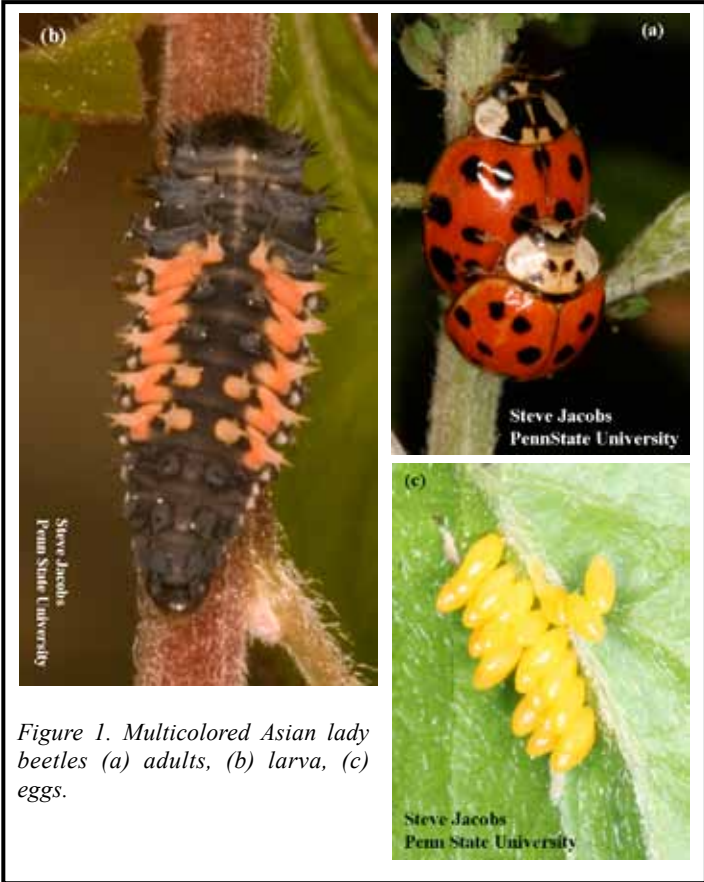 (b)
(a)
Steve Jacobs
PennState University
Steve Jacobs
Penn State University
(c)
Steve Jacobs
Penn State University
Figure 1. Multicolored Asian lady
beetles (a) adults, (b) larva, (c)
eggs.